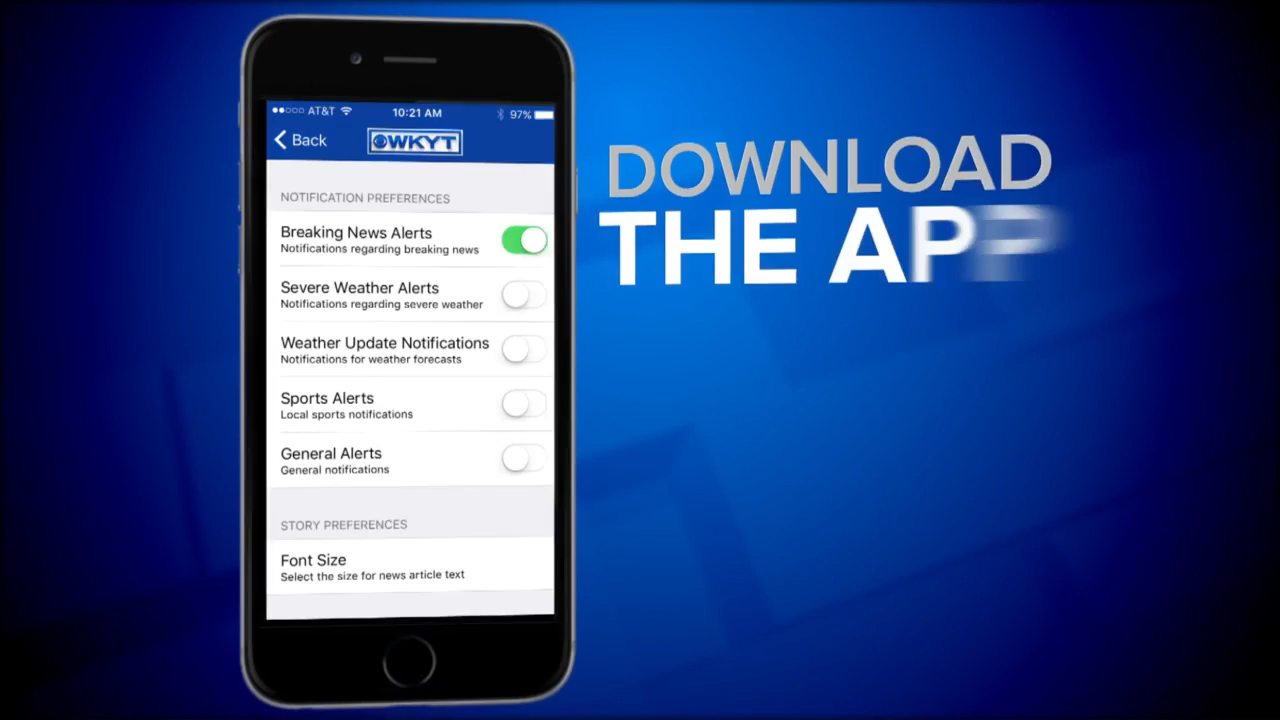 AT&T
10:21 AM
97%
Back
WKYT
NOTIFICATION PREFERENCES
Breaking News Alerts
Notifications regarding breaking news
Severe Weather Alerts
Notifications regarding severe weather
Weather Update Notifications
Notifications for weather forecasts
Sports Alerts
Local sports notifications
General Alerts
General notifications
STORY PREFERENCES
Font Size
Select the size for news article text
DOWNLOAD
THE APP